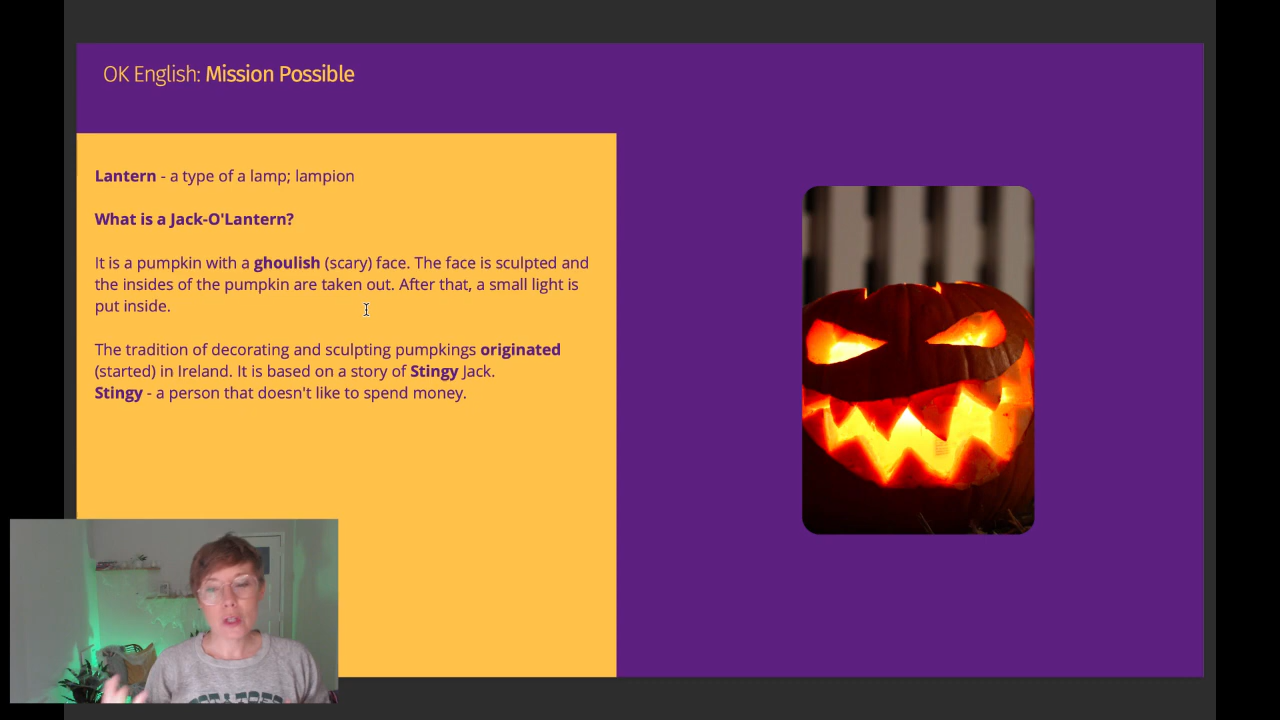 OK English: Mission Possible
Lantern - a type of a lamp; lampion
What is a Jack-O'Lantern?
It is a pumpkin with a ghoulish (scary) face. The face is sculpted and
the insides of the pumpkin are taken out. After that, a small light is
put inside.
The tradition of decorating and sculpting pumpkings originated
(started) in Ireland. It is based on a story of Stingy Jack.
Stingy - a person that doesn't like to spend money.